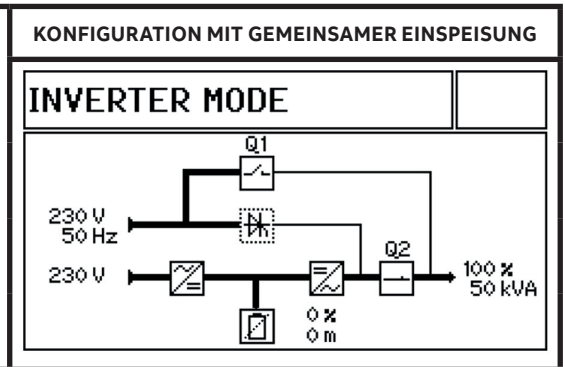 KONFIGURATION MIT GEMEINSAMER EINSPEISUNG
INVERTER MODE
Q1
230 V
50 Hz
Q2
230 V
100 %
50 kVA
0 %
0 m